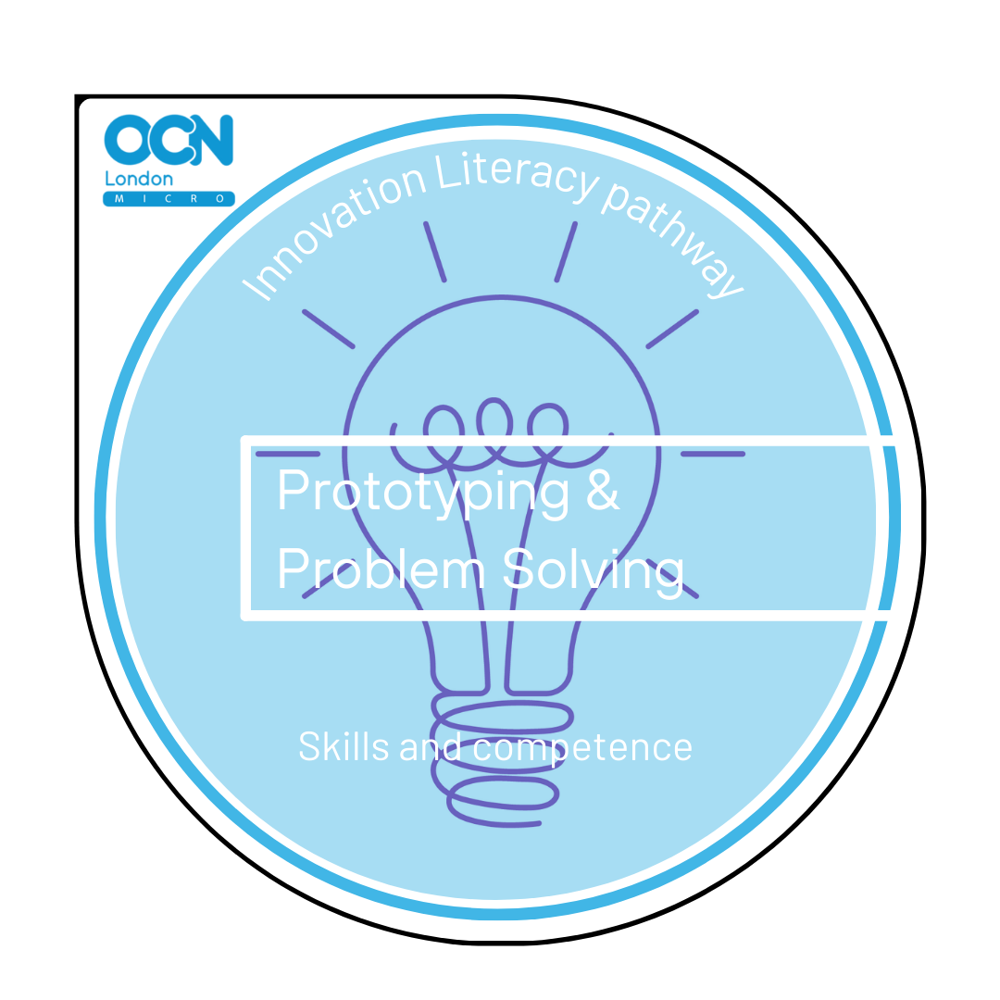 OCN
London
MICRO
Innovation Literacy pathway
Prototyping &
Problem Solving
Skills and competence